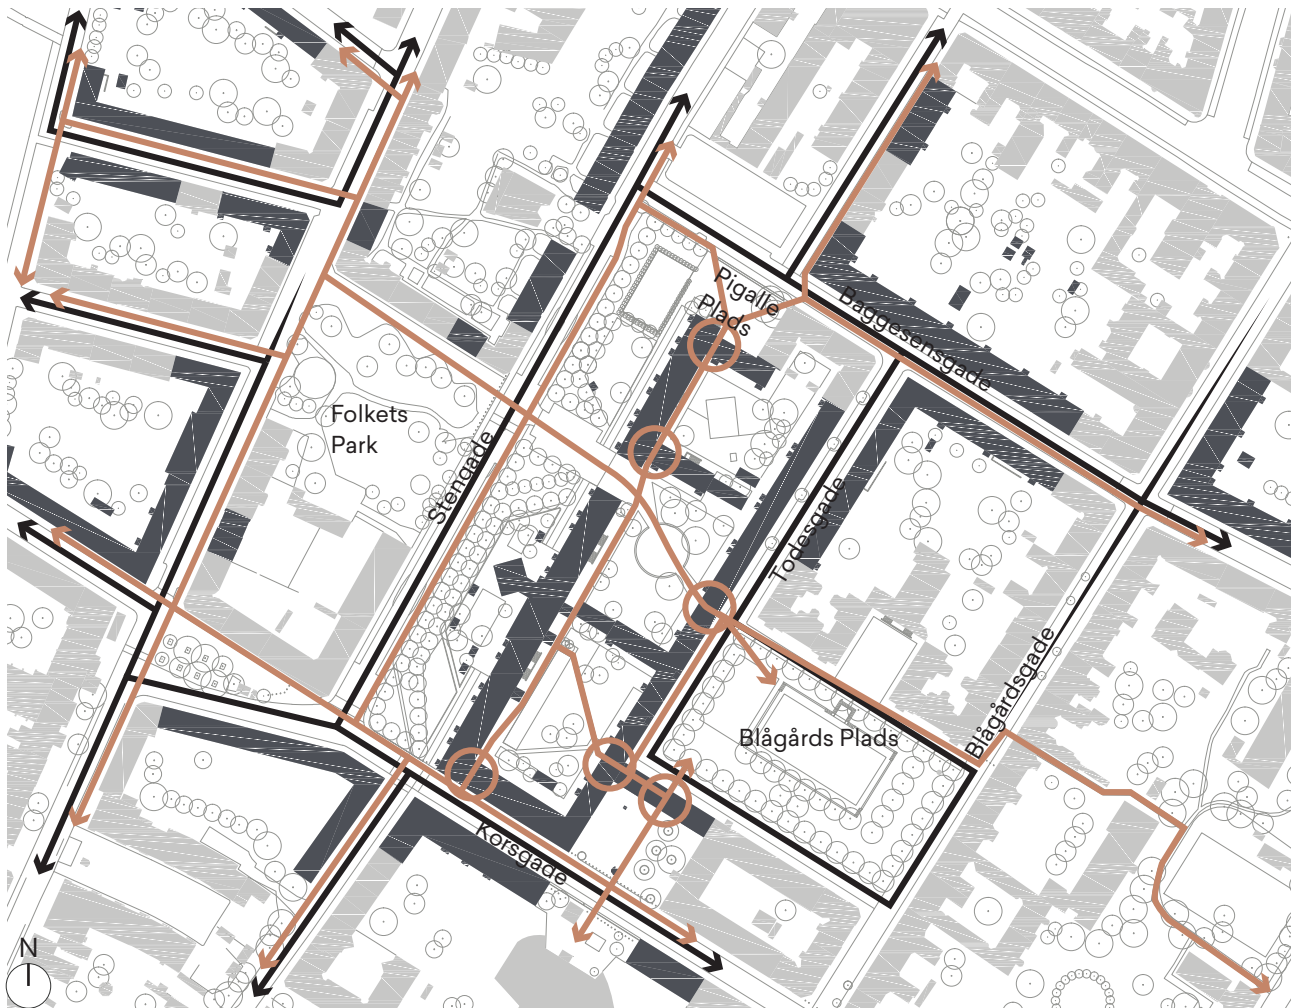 Pigalle
Plads
Baggesensgade
Folkets
Park
Stengade
Todesgade
Blågårdsgade
Blågårds Plads
Korsgade
N